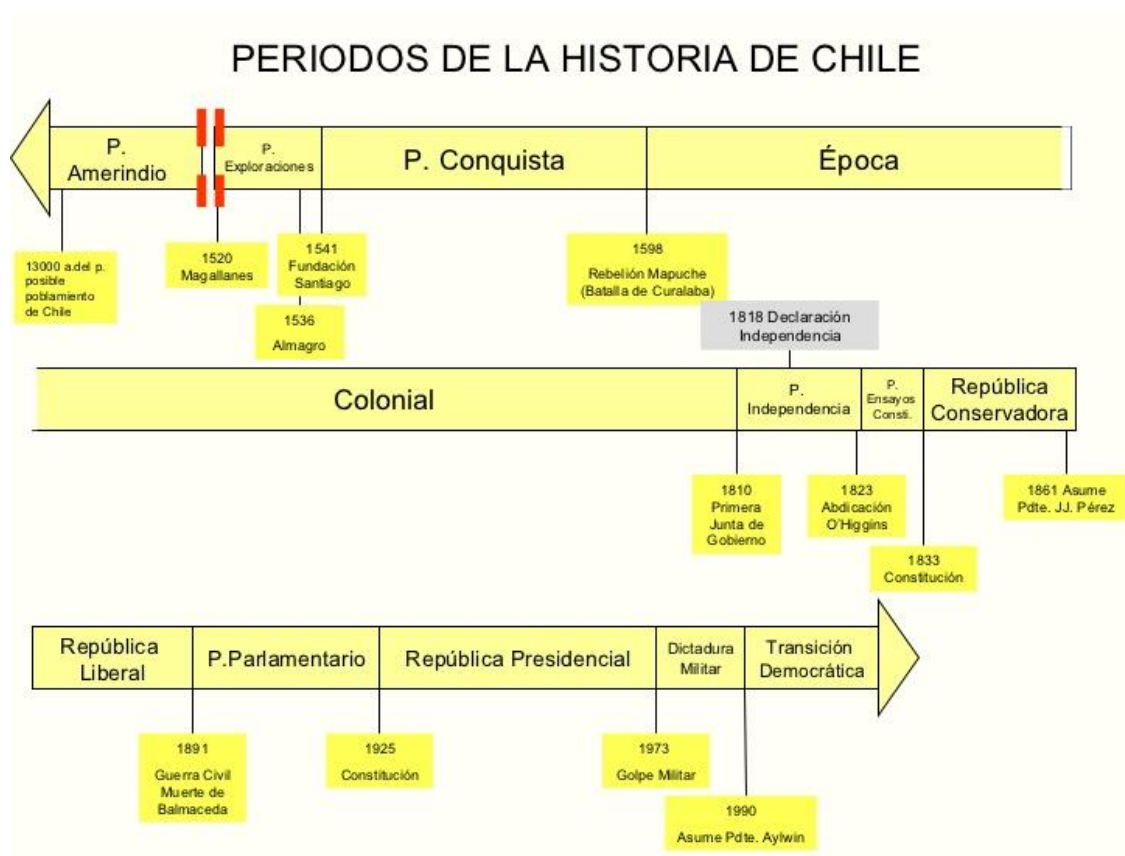 PERIODOS DE LA HISTORIA DE CHILE
P.
Amerindio
P.
Exploraciones
P. Conquista
Época
13000 a.del p.
posible
poblamiento
de Chile
1520
Magallanes
1541
Fundación
Santiago
1536
Almagro
1598
Rebelión Mapuche
(Batalla de Curalaba)
1818 Declaración
Independencia
Colonial
P.
Independencia
P.
Ensayos
Consti.
República
Conservadora
1810
Primera
Junta de
Gobierno
1823
Abdicación
O'Higgins
1833
Constitución
1861 Asume
Pdte. JJ. Pérez
República
Liberal
P.Parlamentario
República Presidencial
Dictadura
Militar
Transición
Democrática
1891
Guerra Civil
Muerte de
Balmaceda
1925
Constitución
1973
Golpe Militar
1990
Asume Pdte. Aylwin